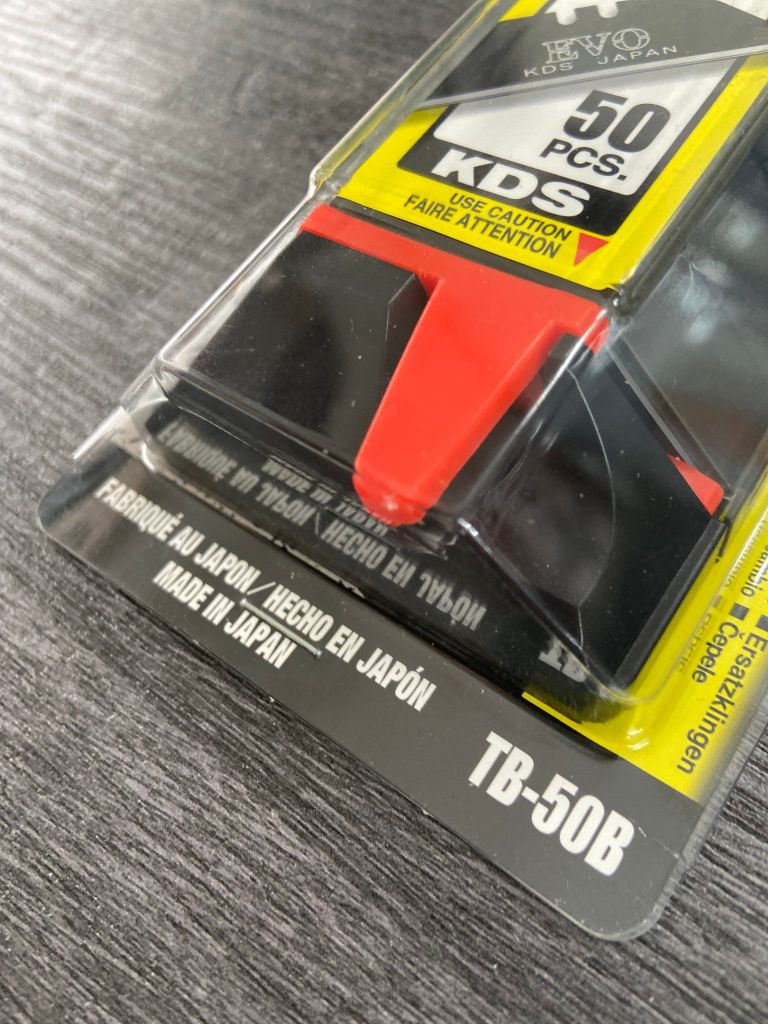 EVO
KDS JAPAN
50
PCS.
KDS
USE CAUTION
FAIRE ATTENTION
FABRIQUÉ AU JAPON/HECHO EN JAPÓN
MADE IN JAPAN
Ersatzklingen
Čepele
TB-50B